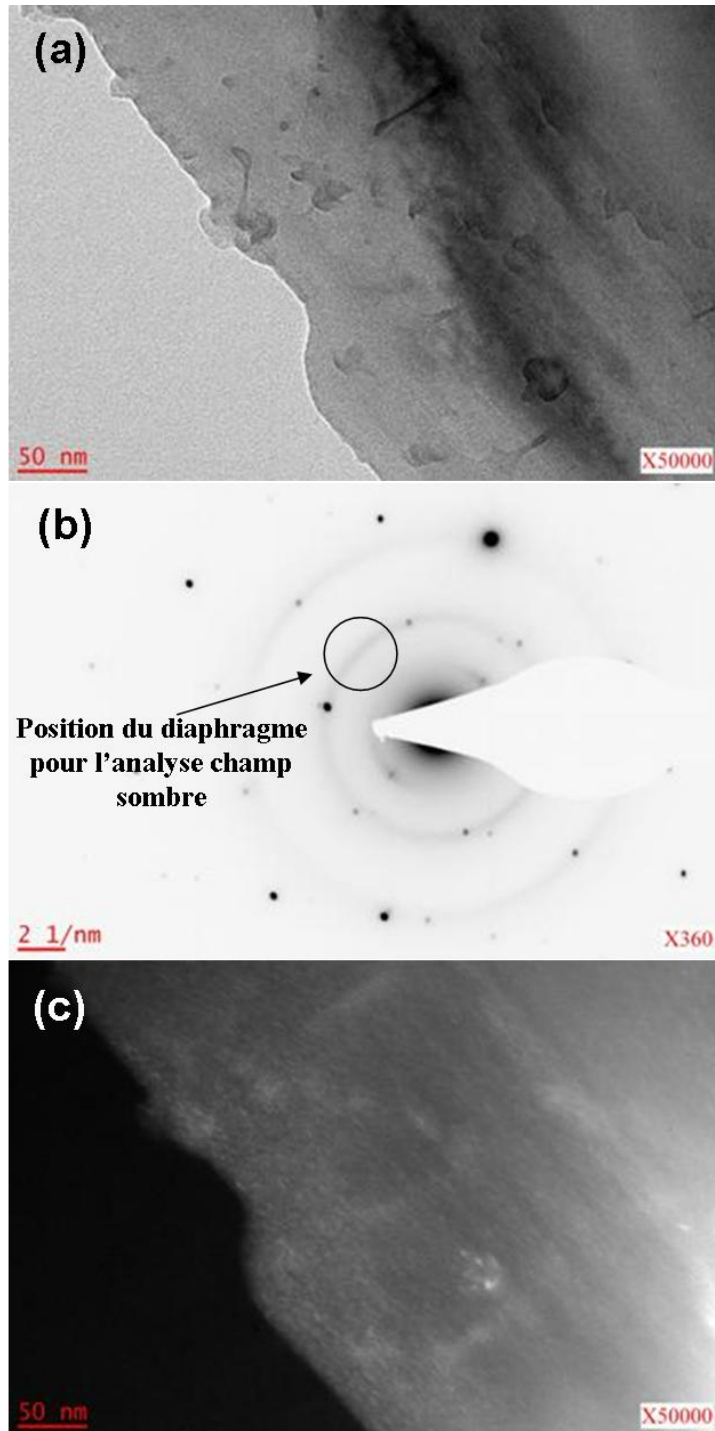 (a)
50 nm
X50000
(b)
Position du diaphragme
pour l'analyse champ
sombre
2 1/nm
X360
(c)
50 nm
X50000